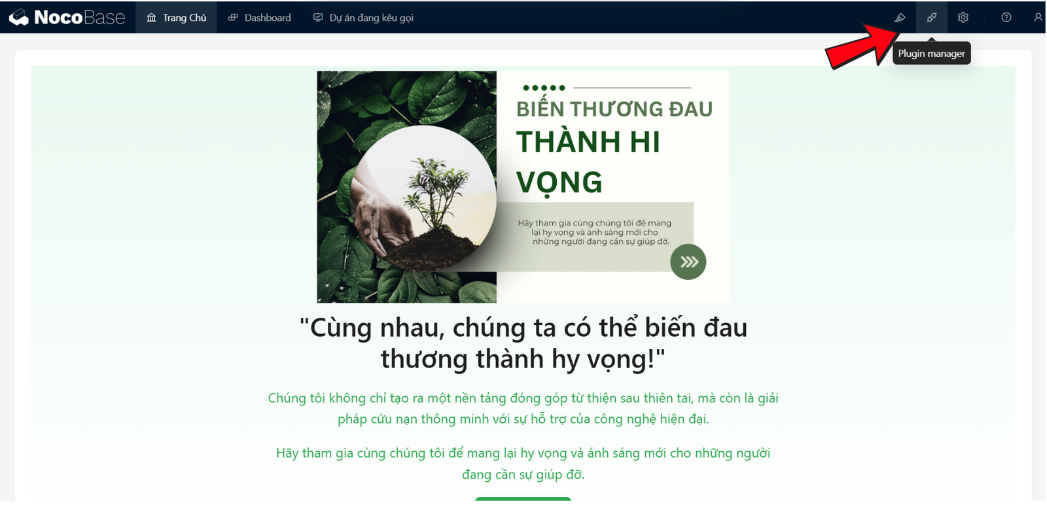 NocoBase
Trang Chủ
Dashboard
Dự án đang kêu gọi
Plugin manager
BIẾN THƯƠNG ĐAU
THÀNH HI
VỌNG
Hãy tham gia cùng chúng tôi để mang
lại hy vọng và ánh sáng mới cho
những người đang cần sự giúp đỡ.
"Cùng nhau, chúng ta có thể biến đau
thương thành hy vọng!"
Chúng tôi không chỉ tạo ra một nền tảng đóng góp từ thiện sau thiên tai, mà còn là giải
pháp cứu nạn thông minh với sự hỗ trợ của công nghệ hiện đại.
Hãy tham gia cùng chúng tôi để mang lại hy vọng và ánh sáng mới cho những người
đang cần sự giúp đỡ.